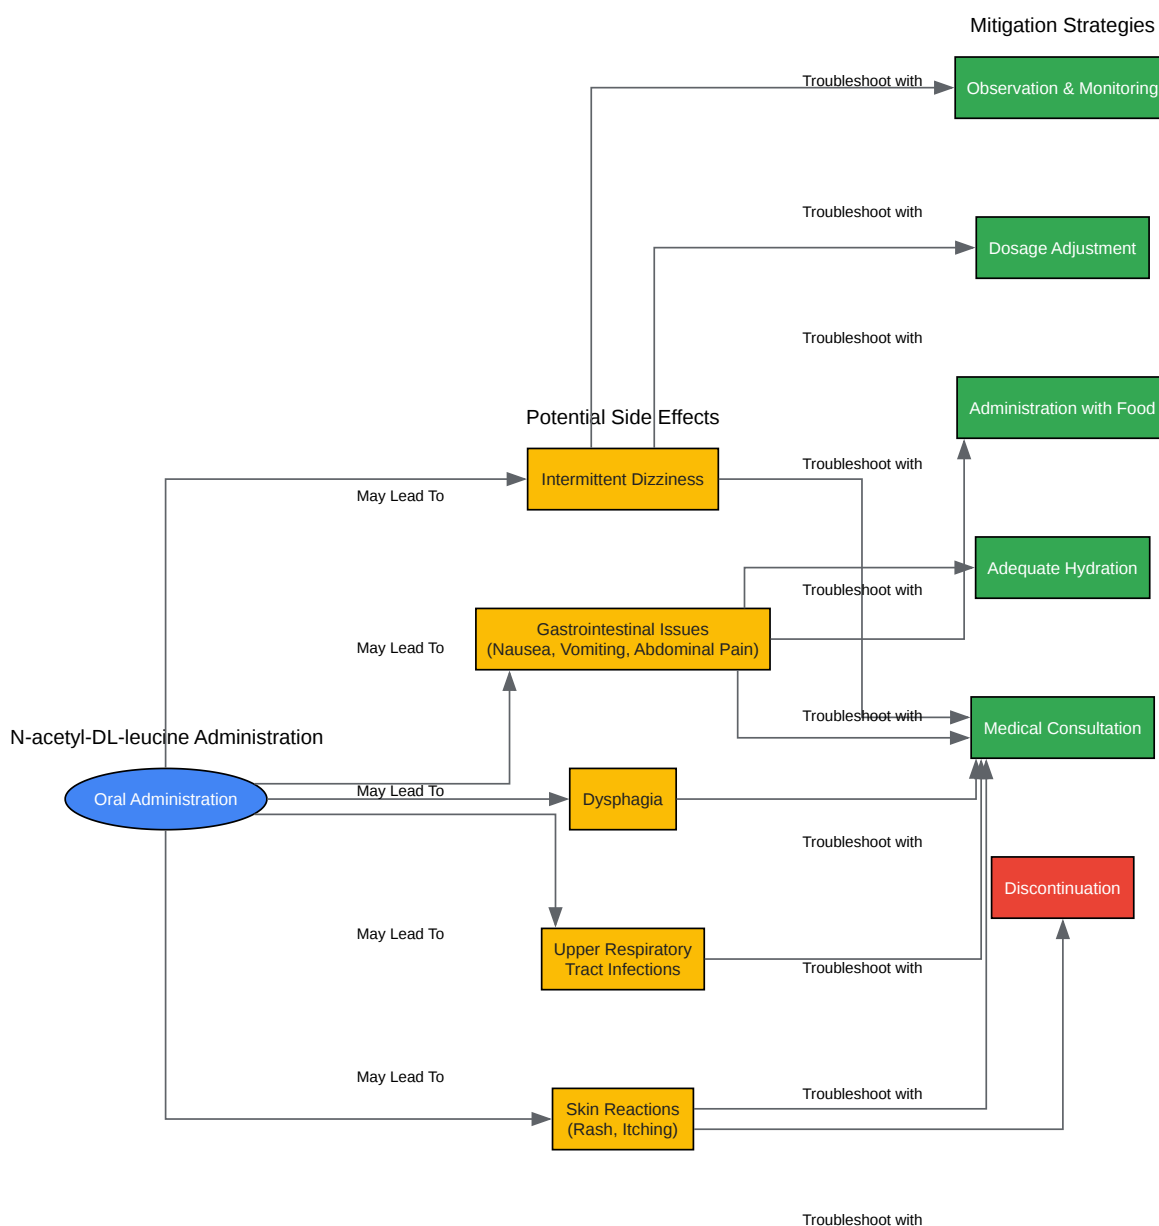 Mitigation Strategies
Troubleshoot with
Observation & Monitoring
Troubleshoot with
Dosage Adjustment
Troubleshoot with
Administration with Food
Potential Side Effects
Troubleshoot with
Intermittent Dizziness
May Lead To
Adequate Hydration
Troubleshoot with
Gastrointestinal Issues
(Nausea, Vomiting, Abdominal Pain)
May Lead To
Troubleshoot with
Medical Consultation
N-acetyl-DL-leucine Administration
May Lead To
Oral Administration
Dysphagia
Troubleshoot with
Discontinuation
May Lead To
Upper Respiratory
Tract Infections
Troubleshoot with
May Lead To
Troubleshoot with
Skin Reactions
(Rash, Itching)
Troubleshoot with